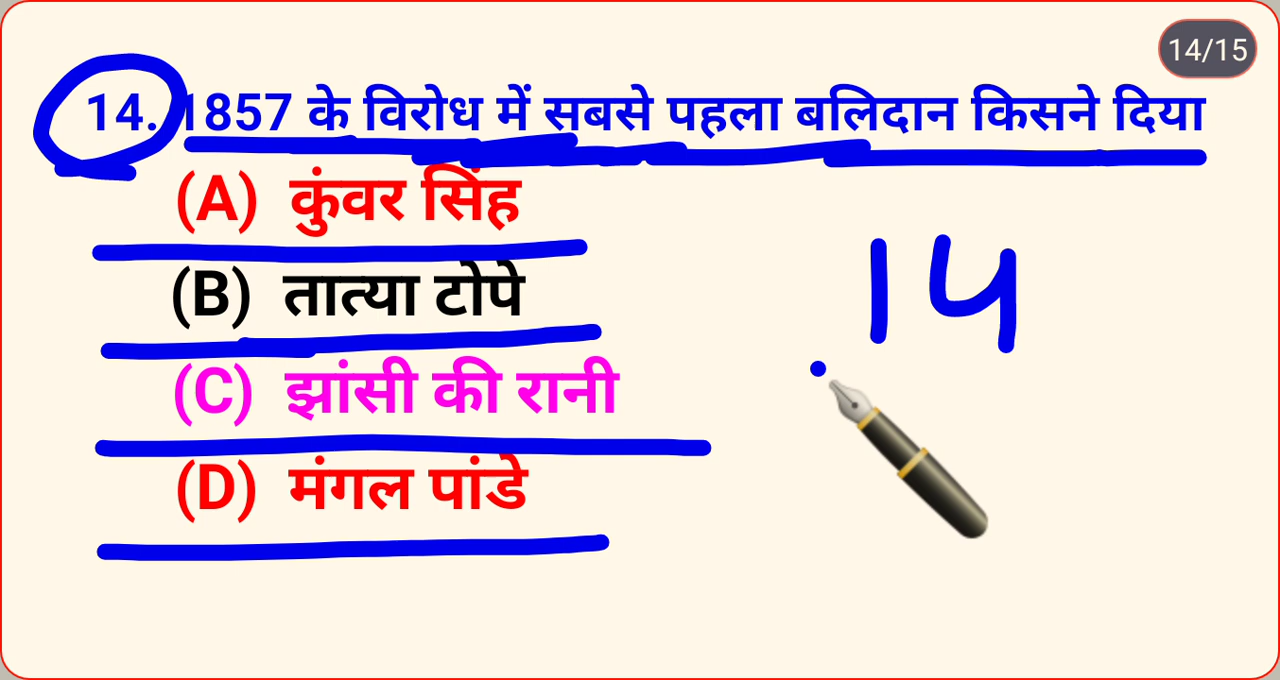 14/15
14. 1857 के विरोध में सबसे पहला बलिदान किसने दिया
(A) कुंवर सिंह
(B) तात्या टोपे
14
(C) झांसी की रानी
(D) मंगल पांडे